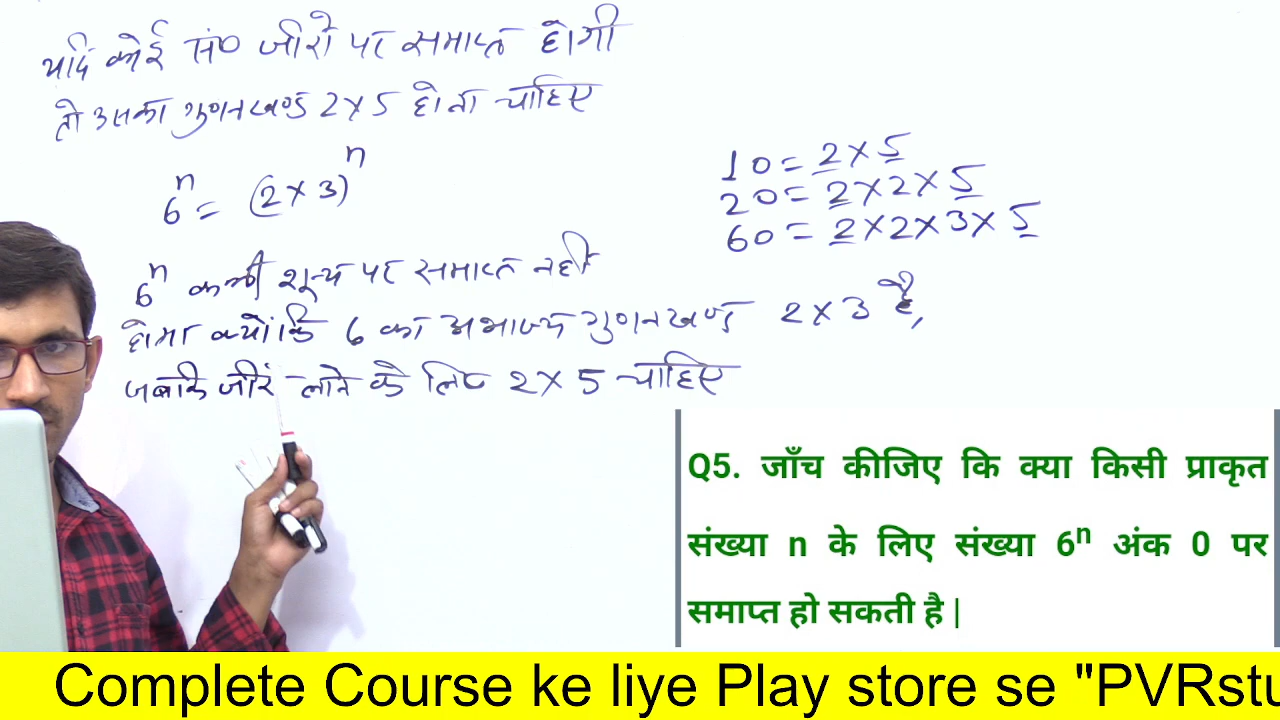 यदि कोई सं० जीरो पर समाप्त होगी
तो उसका गुणनखण्ड 2 x 5 होना चाहिए
6ⁿ = (2 x 3)ⁿ
10 = 2 x 5
20 = 2 x 2 x 5
60 = 2 x 2 x 3 x 5
6ⁿ कभी शून्य पर समाप्त नही
होगा क्योंकि 6 का अभाज्य गुणनखण्ड 2 x 3 है,
जबकि जीरो लाने के लिए 2 x 5 चाहिए
Q5. जाँच कीजिए कि क्या किसी प्राकृत
संख्या n के लिए संख्या 6ⁿ अंक 0 पर
समाप्त हो सकती है |
Complete Course ke liye Play store se "PVRstu